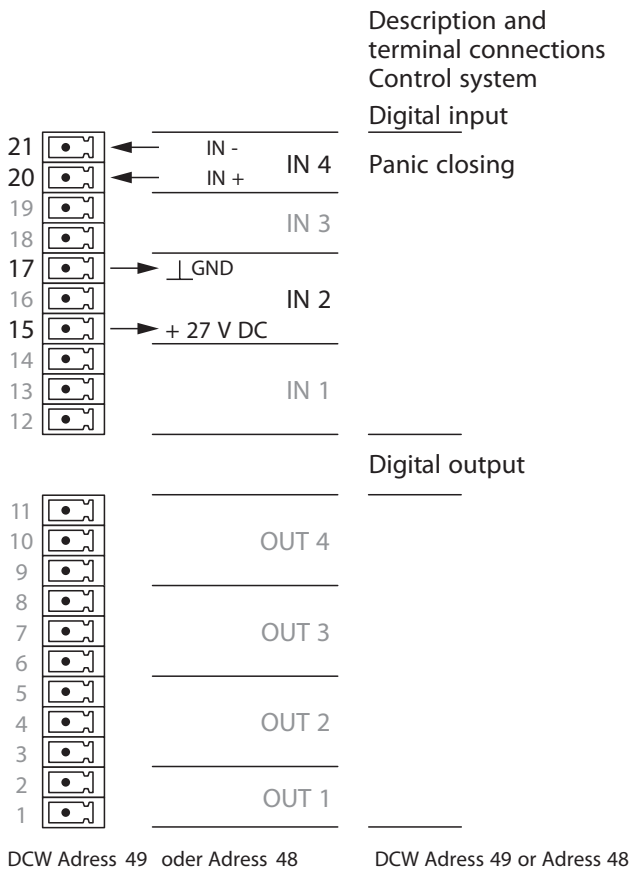 Description and
terminal connections
Control system
Digital input
21 IN - 
20 IN + IN 4 Panic closing
19
18 IN 3
17 GND
16 IN 2
15 + 27 V DC
14
13 IN 1
12
Digital output
11
10 OUT 4
9
8
7 OUT 3
6
5
4 OUT 2
3
2
1 OUT 1
DCW Adress 49 oder Adress 48 DCW Adress 49 or Adress 48